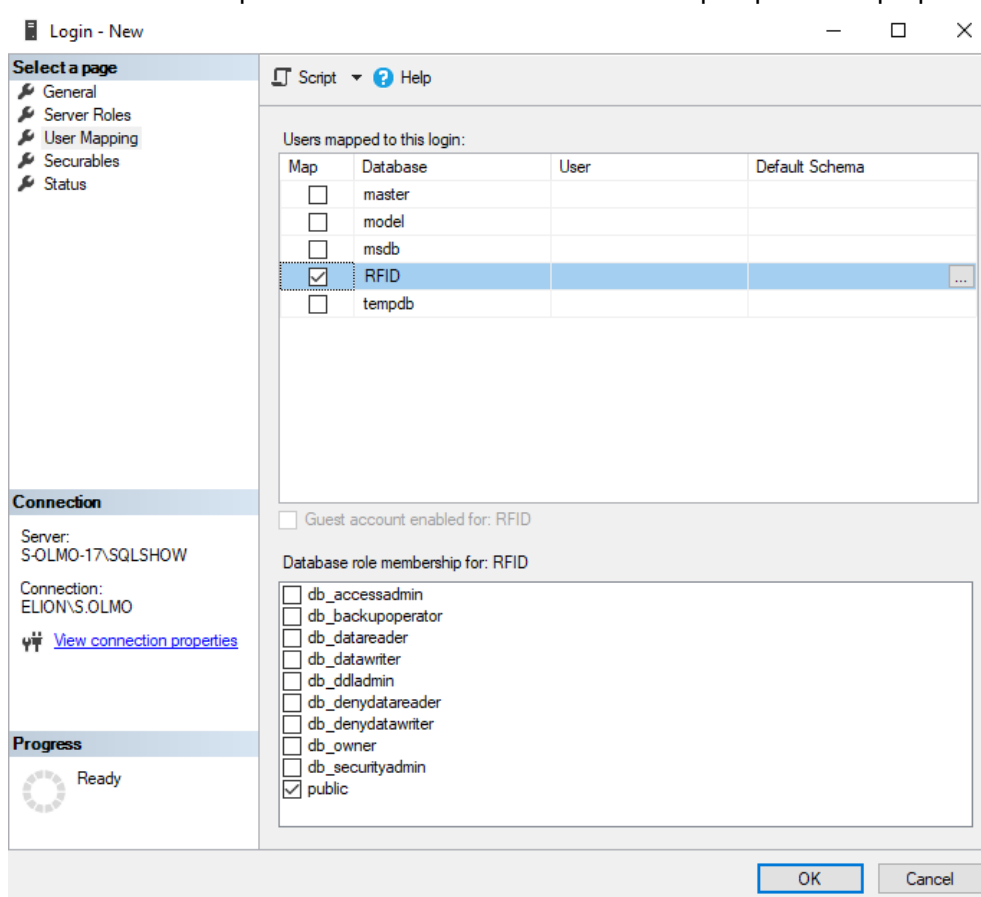 Login - New
Select a page
General
Server Roles
User Mapping
Securables
Status
Script
Help
Users mapped to this login:
Map Database User Default Schema
master
model
msdb
RFID
...
tempdb
Guest account enabled for: RFID
Database role membership for: RFID
db_accessadmin
db_backupoperator
db_datareader
db_datawriter
db_ddladmin
db_denydatareader
db_denydatawriter
db_owner
db_securityadmin
public
Connection
Server:
S-OLMO-17\SQLSHOW
Connection:
ELION\S.OLMO
View connection properties
Progress
Ready
OK
Cancel